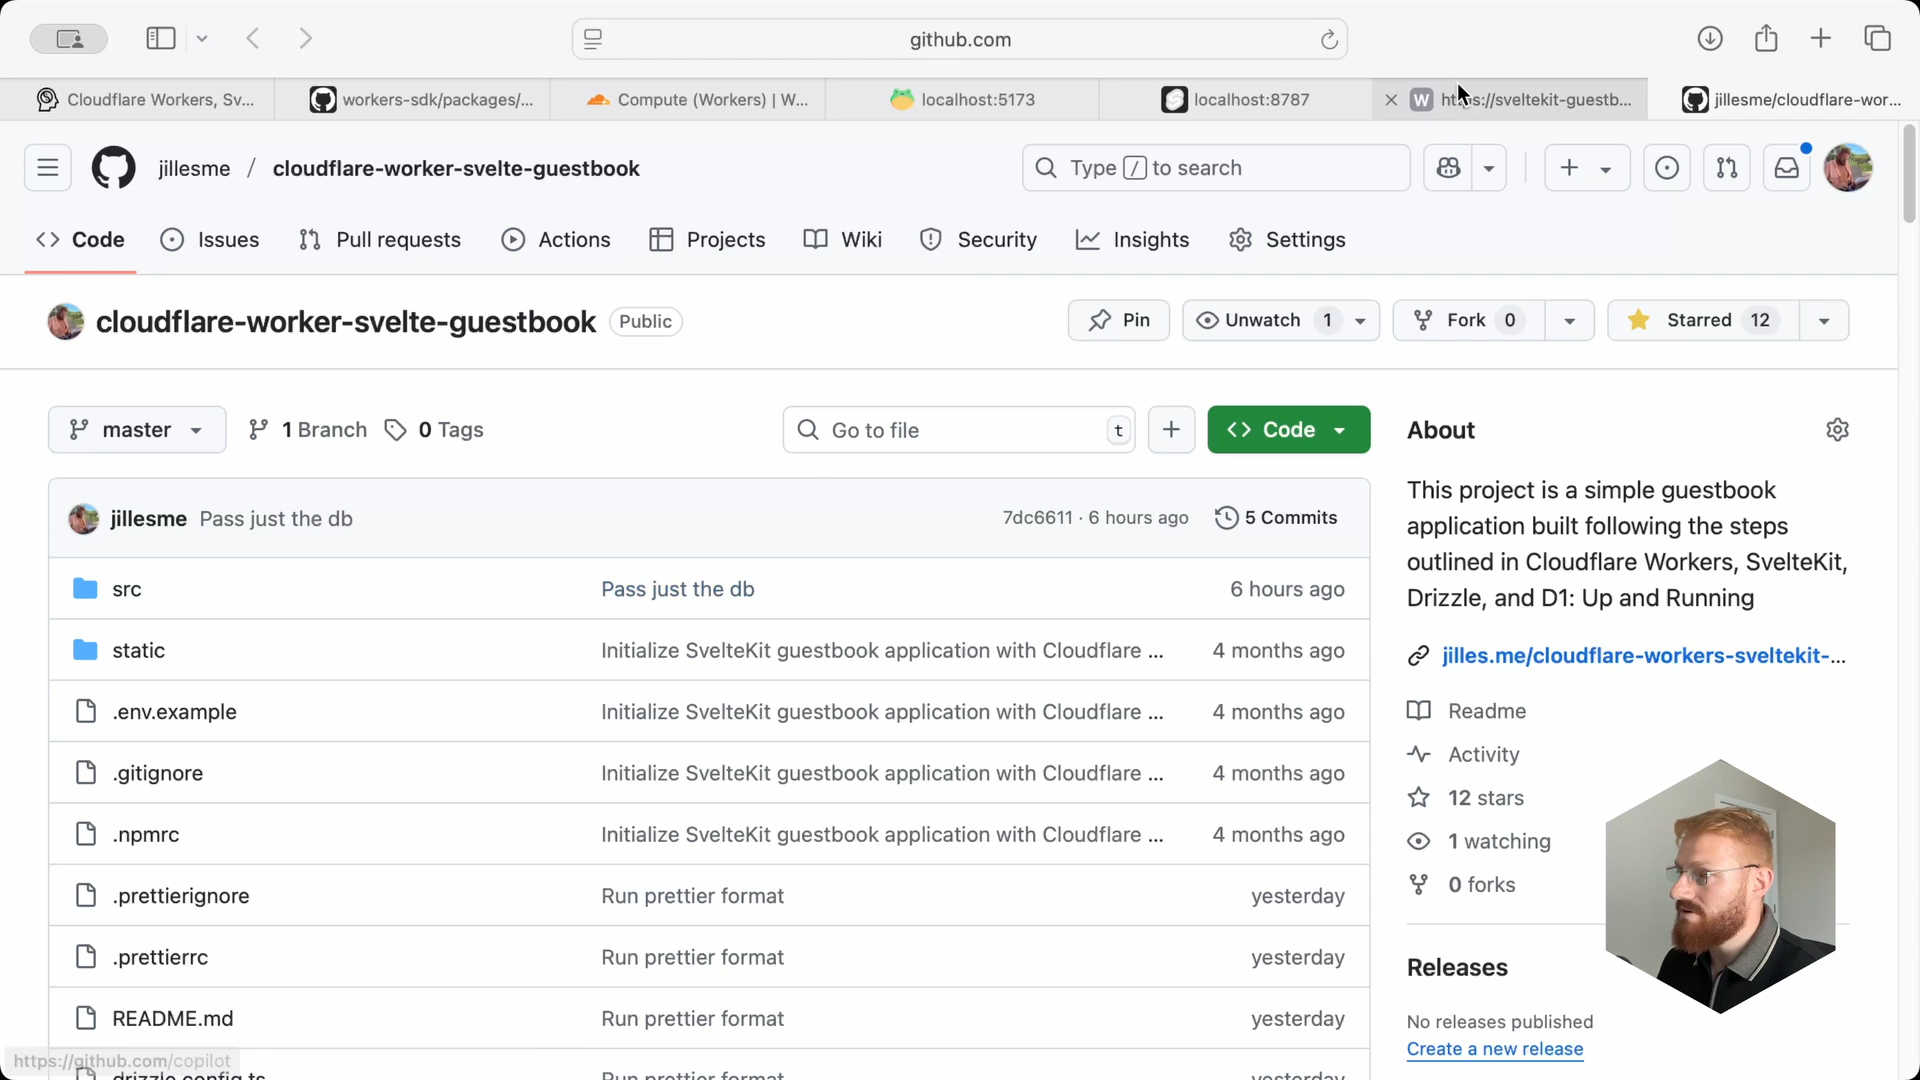 github.com
Cloudflare Workers, Sv...
workers-sdk/packages/...
Compute (Workers) | W...
localhost:5173
localhost:8787
W
https://sveltekit-guestb...
jillesme/cloudflare-wor...
jillesme / cloudflare-worker-svelte-guestbook
Type / to search
Code
Issues
Pull requests
Actions
Projects
Wiki
Security
Insights
Settings
cloudflare-worker-svelte-guestbook
Public
Pin
Unwatch 1
Fork 0
Starred 12
master
1 Branch
0 Tags
Go to file
t
Code
jillesme Pass just the db
7dc6611 · 6 hours ago
5 Commits
src Pass just the db 6 hours ago
static Initialize SvelteKit guestbook application with Cloudflare ... 4 months ago
.env.example Initialize SvelteKit guestbook application with Cloudflare ... 4 months ago
.gitignore Initialize SvelteKit guestbook application with Cloudflare ... 4 months ago
.npmrc Initialize SvelteKit guestbook application with Cloudflare ... 4 months ago
.prettierignore Run prettier format yesterday
.prettierrc Run prettier format yesterday
README.md Run prettier format yesterday
drizzle.config.ts Run prettier format yesterday
https://github.com/copilot
About
This project is a simple guestbook
application built following the steps
outlined in Cloudflare Workers, SvelteKit,
Drizzle, and D1: Up and Running
jilles.me/cloudflare-workers-sveltekit-...
Readme
Activity
12 stars
1 watching
0 forks
Releases
No releases published
Create a new release